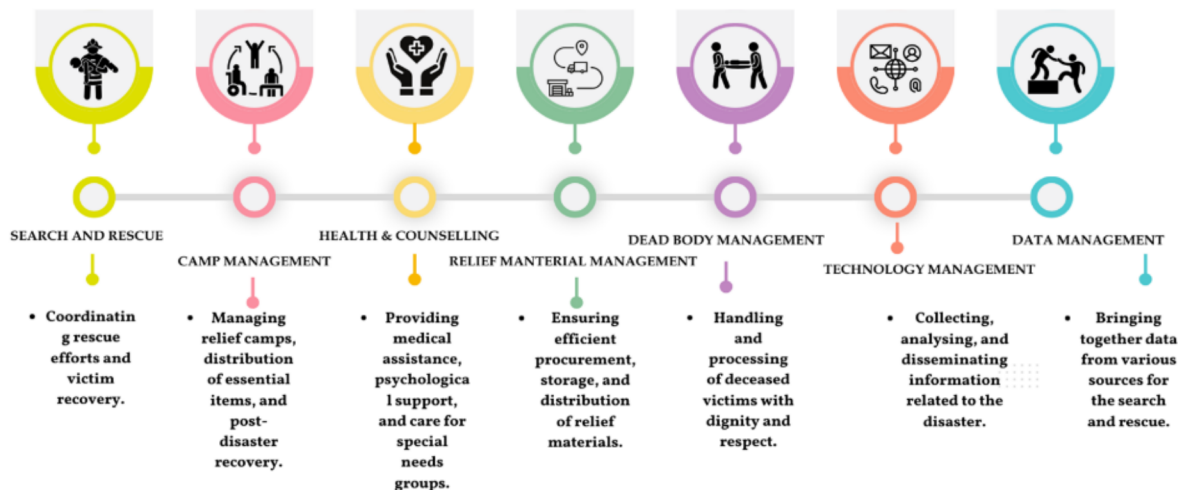 SEARCH AND RESCUE
CAMP MANAGEMENT
HEALTH & COUNSELLING
RELIEF MANTERIAL MANAGEMENT
DEAD BODY MANAGEMENT
TECHNOLOGY MANAGEMENT
DATA MANAGEMENT
• Coordinatin
g rescue
efforts and
victim
recovery.
• Managing
relief camps,
distribution
of essential
items, and
post-
disaster
recovery.
• Providing
medical
assistance,
psychologica
l support,
and care for
special
needs
groups.
• Ensuring
efficient
procurement,
storage, and
distribution
of relief
materials.
• Handling
and
processing
of deceased
victims with
dignity and
respect.
• Collecting,
analysing, and
disseminating
information
related to the
disaster.
• Bringing
together data
from various
sources for
the search
and rescue.